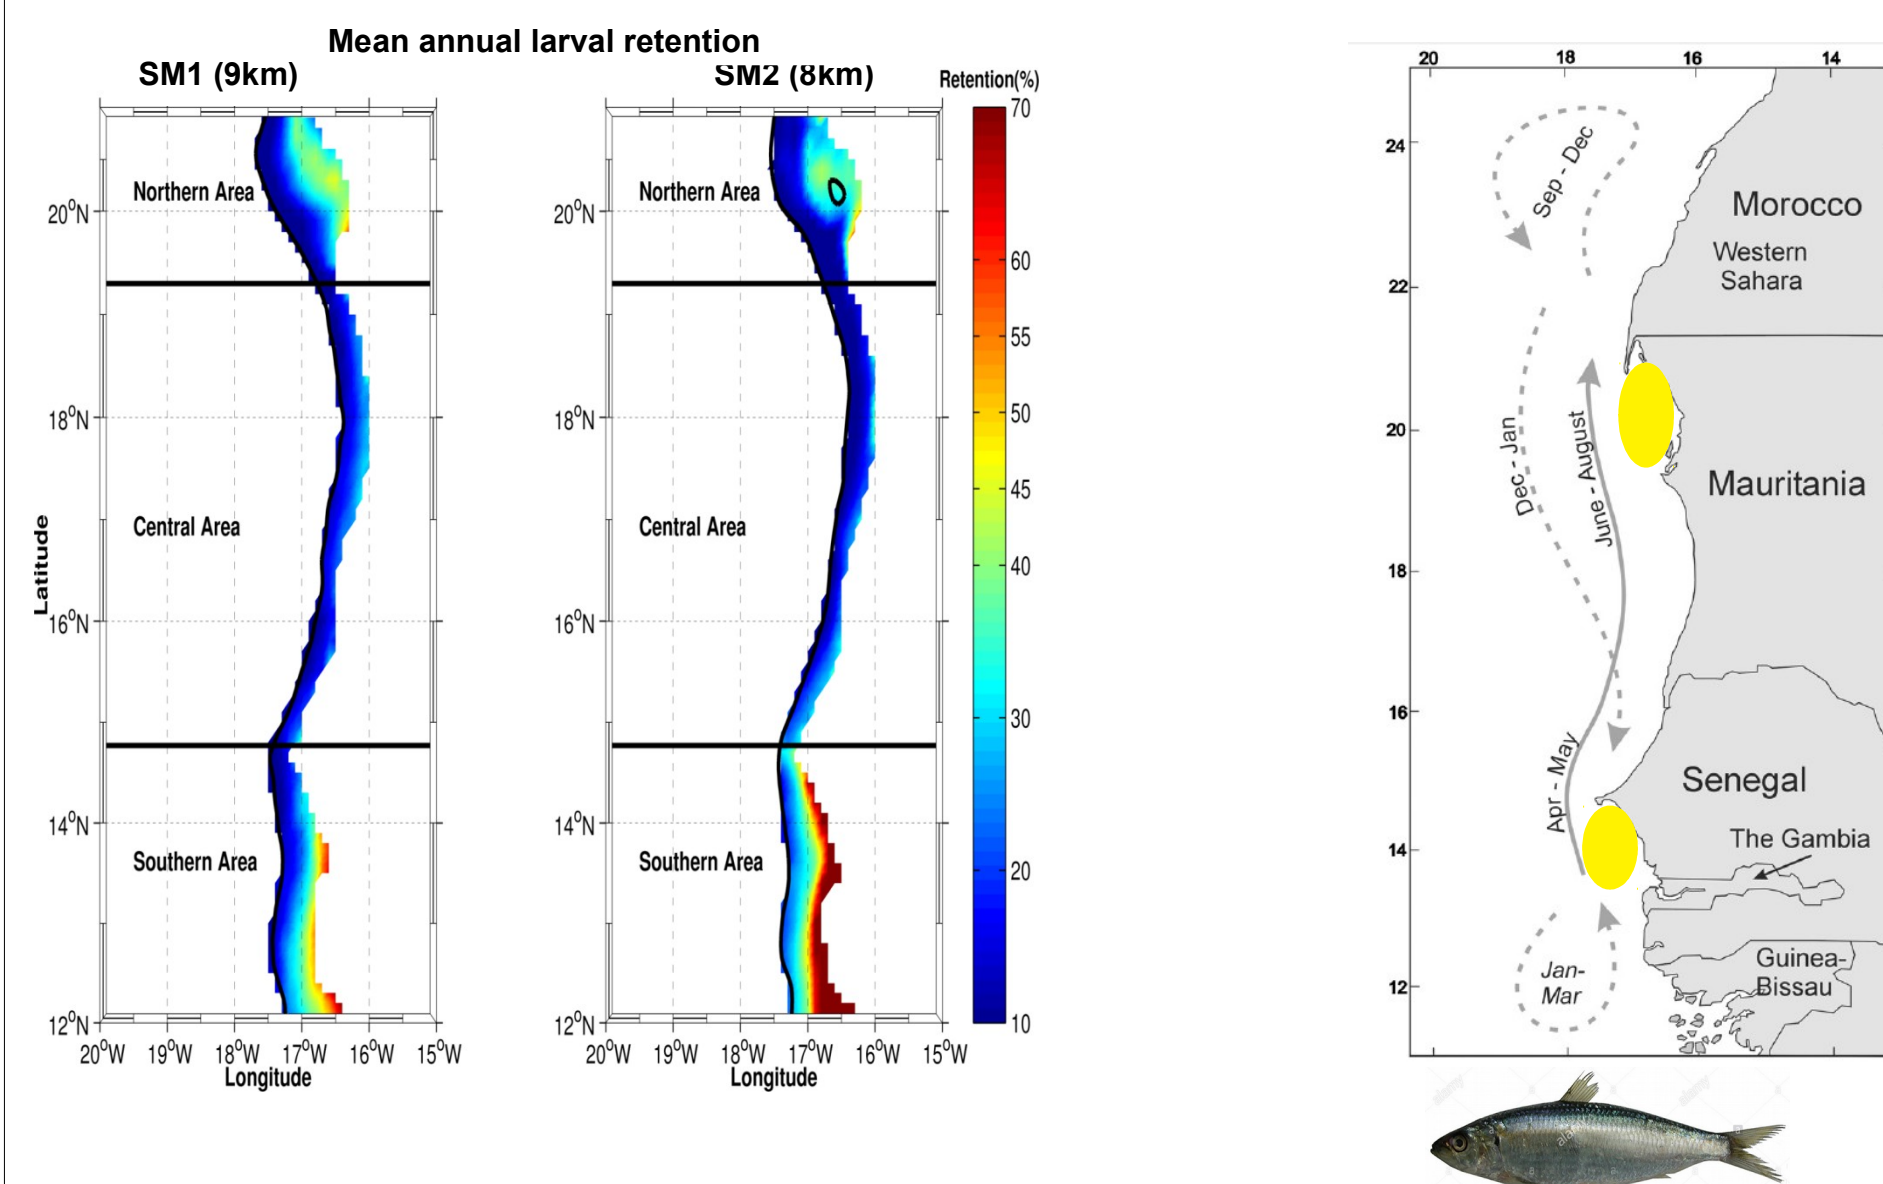 Mean annual larval retention
SM1 (9km)
SM2 (8km)
Retention(%)
Northern Area
Central Area
Southern Area
20°N
18°N
16°N
14°N
12°N
20°W
19°W
18°W
17°W
16°W
15°W
Latitude
Longitude
Northern Area
Central Area
Southern Area
20°N
18°N
16°N
14°N
12°N
20°W
19°W
18°W
17°W
16°W
15°W
Longitude
70
60
55
50
45
40
30
20
10
20
18
16
14
24
22
20
18
16
14
12
Sep - Dec
Morocco
Western
Sahara
Dec - Jan
June - August
Mauritania
Apr - May
Senegal
The Gambia
Jan-
Mar
Guinea-
Bissau
alamy
alamy